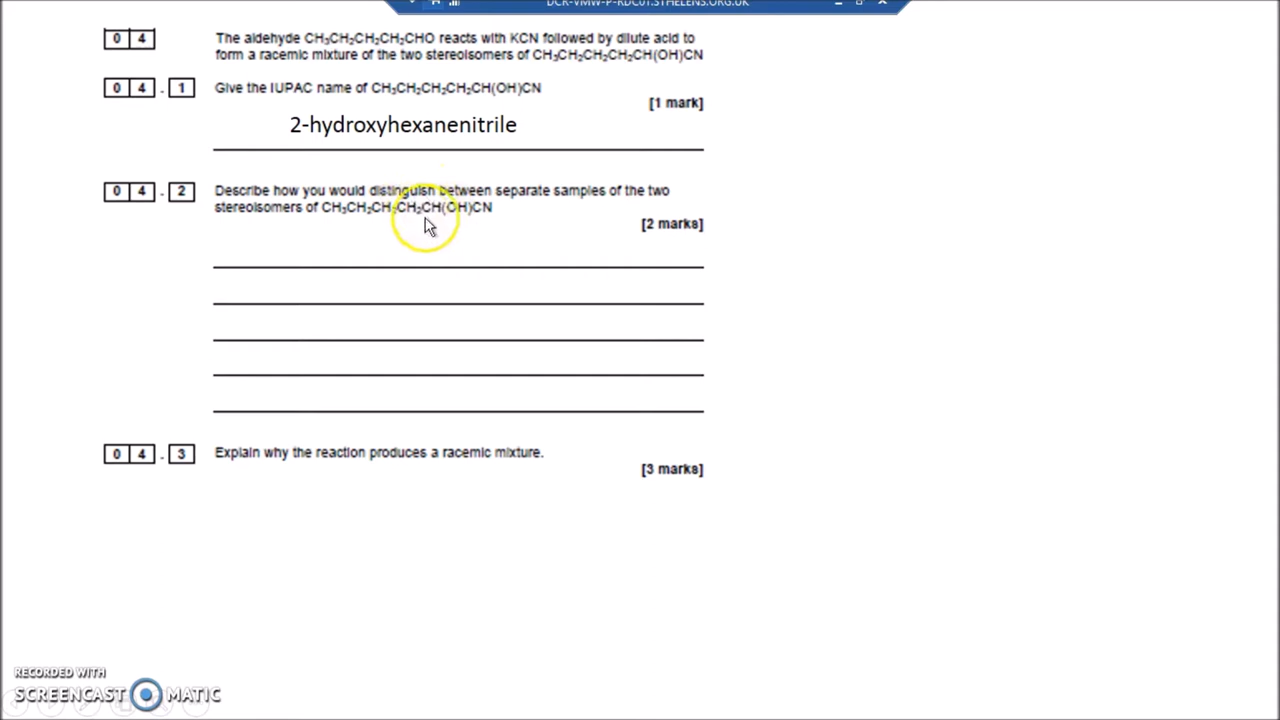 DCR-VMW-P-RDC01.STHELENS.ORG.UK
0 4 The aldehyde CH₃CH₂CH₂CH₂CHO reacts with KCN followed by dilute acid to
form a racemic mixture of the two stereoisomers of CH₃CH₂CH₂CH₂CH(OH)CN
0 4 . 1 Give the IUPAC name of CH₃CH₂CH₂CH₂CH(OH)CN
[1 mark]
2-hydroxyhexanenitrile
0 4 . 2 Describe how you would distinguish between separate samples of the two
stereoisomers of CH₃CH₂CH₂CH₂CH(OH)CN
[2 marks]
0 4 . 3 Explain why the reaction produces a racemic mixture.
[3 marks]
RECORDED WITH
SCREENCAST MATIC